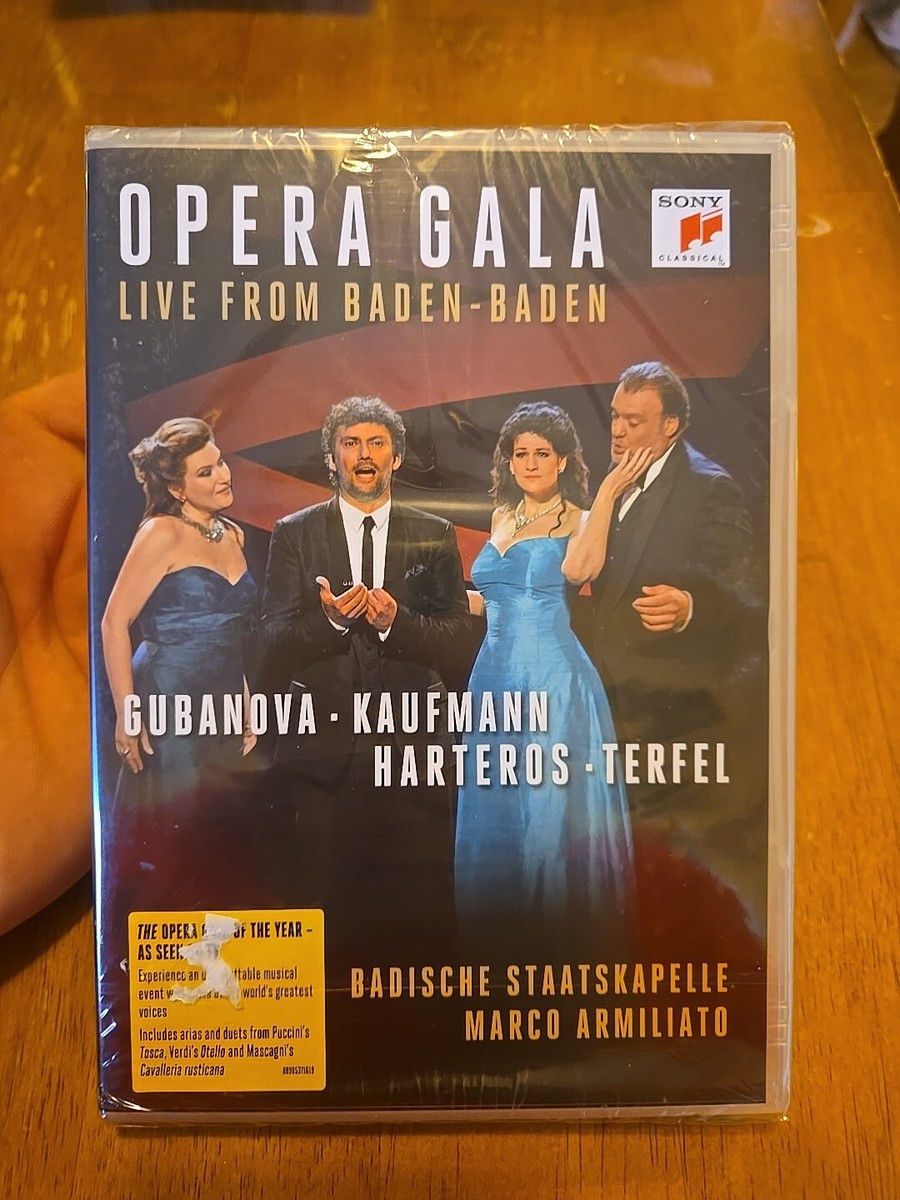 OPERA GALA
SONY
CLASSICAL
LIVE FROM BADEN-BADEN
GUBANOVA · KAUFMANN
HARTEROS · TERFEL
THE OPERA OF THE YEAR –
AS SEEN
Experience an musical
event world's greatest
voices
Includes arias and duets from Puccini's
Tosca, Verdi's Otello and Mascagni's
Cavalleria rusticana 88985371619
BADISCHE STAATSKAPELLE
MARCO ARMILIATO